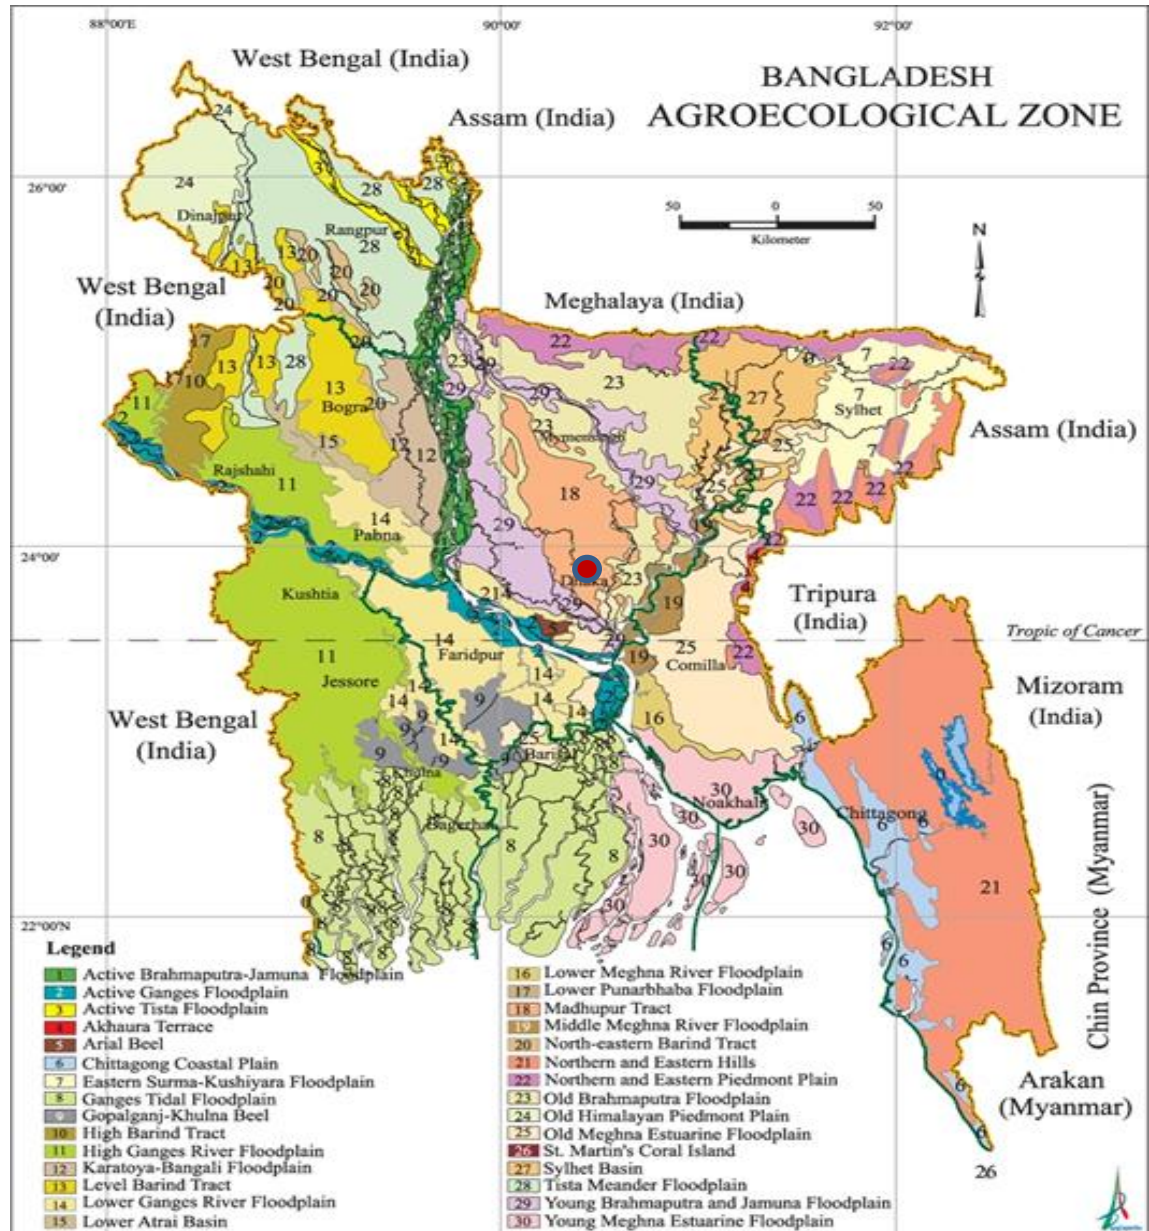 88°00'E
90°00'
92°00'
West Bengal (India)
BANGLADESH
AGROECOLOGICAL ZONE
Assam (India)
26°00'
50
0
50
Kilometer
N
Dinajpur
Rangpur
West Bengal
(India)
Meghalaya (India)
Bogra
Mymensingh
Sylhet
Assam (India)
Rajshahi
Pabna
24°00'
Dhaka
Kushtia
Tripura
(India)
Tropic of Cancer
Faridpur
Comilla
Jessore
Mizoram
(India)
West Bengal
(India)
Barisal
Khulna
Noakhali
Bagerhat
Chittagong
Chin Province (Myanmar)
22°00'N
Arakan
(Myanmar)
26
Legend
1 Active Brahmaputra-Jamuna Floodplain
2 Active Ganges Floodplain
3 Active Tista Floodplain
4 Akhaura Terrace
5 Arial Beel
6 Chittagong Coastal Plain
7 Eastern Surma-Kushiyara Floodplain
8 Ganges Tidal Floodplain
9 Gopalganj-Khulna Beel
10 High Barind Tract
11 High Ganges River Floodplain
12 Karatoya-Bangali Floodplain
13 Level Barind Tract
14 Lower Ganges River Floodplain
15 Lower Atrai Basin
16 Lower Meghna River Floodplain
17 Lower Punarbhaba Floodplain
18 Madhupur Tract
19 Middle Meghna River Floodplain
20 North-eastern Barind Tract
21 Northern and Eastern Hills
22 Northern and Eastern Piedmont Plain
23 Old Brahmaputra Floodplain
24 Old Himalayan Piedmont Plain
25 Old Meghna Estuarine Floodplain
26 St. Martin's Coral Island
27 Sylhet Basin
28 Tista Meander Floodplain
29 Young Brahmaputra and Jamuna Floodplain
30 Young Meghna Estuarine Floodplain